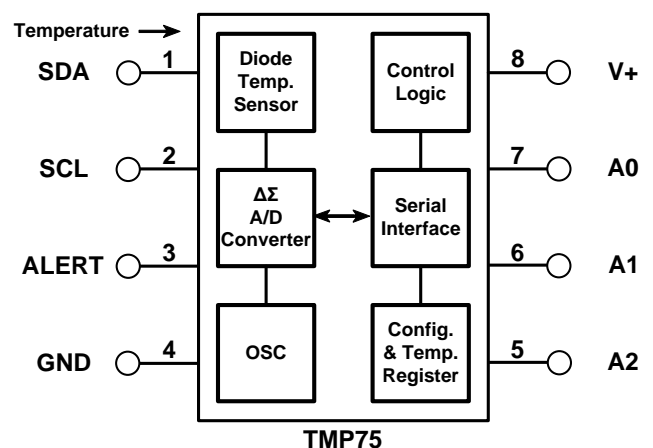 Temperature
SDA
1
Diode
Temp.
Sensor
Control
Logic
8
V+
SCL
2
ΔΣ
A/D
Converter
Serial
Interface
7
A0
ALERT
3
6
A1
GND
4
OSC
Config.
& Temp.
Register
5
A2
TMP75